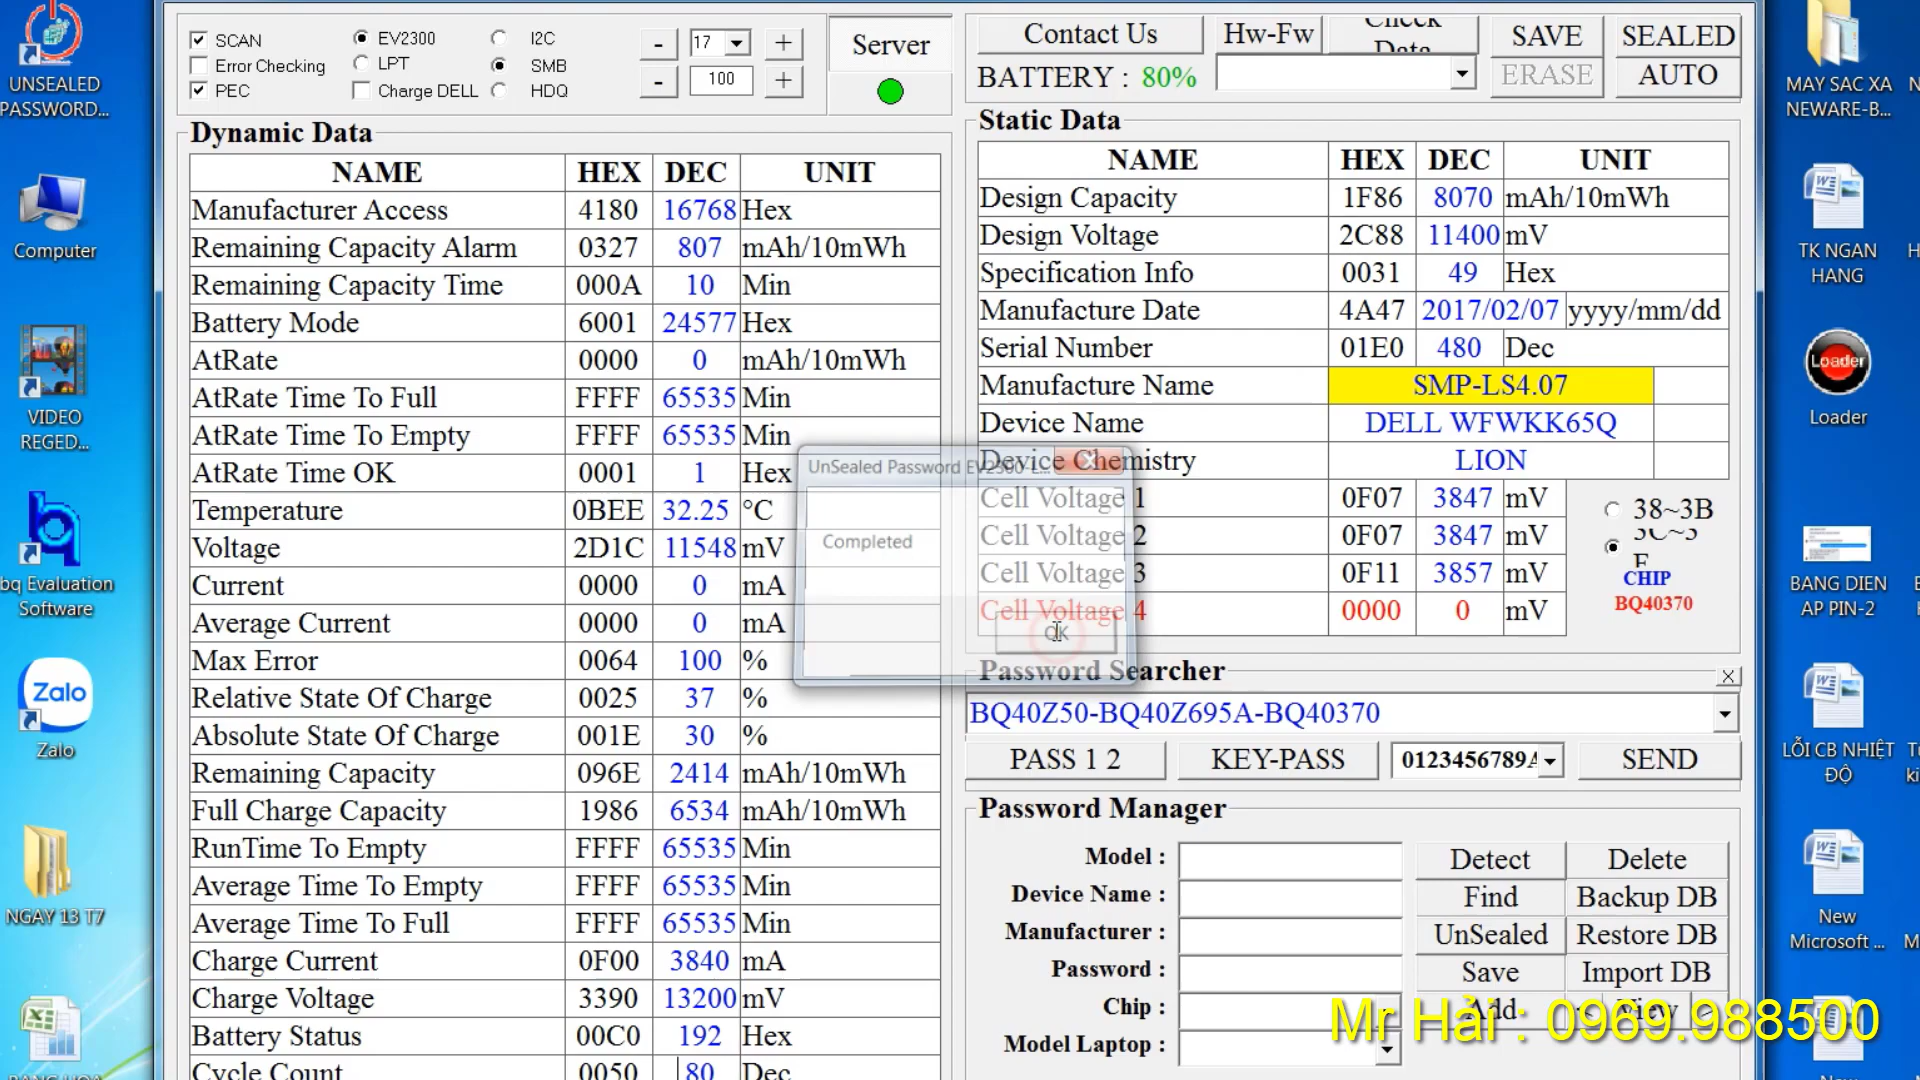 UNSEALED
PASSWORD...
Computer
VIDEO
REGED...
bq Evaluation
Software
Zalo
Zalo
NGAY 13 T7
SCAN
Error Checking
PEC
EV2300
LPT
Charge DELL
I2C
SMB
HDQ
- 17 +
- 100 +
Server
Contact Us Hw-Fw Check Data SAVE SEALED
BATTERY : 80% ERASE AUTO
Dynamic Data
NAME HEX DEC UNIT
Manufacturer Access 4180 16768 Hex
Remaining Capacity Alarm 0327 807 mAh/10mWh
Remaining Capacity Time 000A 10 Min
Battery Mode 6001 24577 Hex
AtRate 0000 0 mAh/10mWh
AtRate Time To Full FFFF 65535 Min
AtRate Time To Empty FFFF 65535 Min
AtRate Time OK 0001 1 Hex
Temperature 0BEE 32.25 °C
Voltage 2D1C 11548 mV
Current 0000 0 mA
Average Current 0000 0 mA
Max Error 0064 100 %
Relative State Of Charge 0025 37 %
Absolute State Of Charge 001E 30 %
Remaining Capacity 096E 2414 mAh/10mWh
Full Charge Capacity 1986 6534 mAh/10mWh
RunTime To Empty FFFF 65535 Min
Average Time To Empty FFFF 65535 Min
Average Time To Full FFFF 65535 Min
Charge Current 0F00 3840 mA
Charge Voltage 3390 13200 mV
Battery Status 00C0 192 Hex
Cycle Count 0050 80 Dec
Static Data
NAME HEX DEC UNIT
Design Capacity 1F86 8070 mAh/10mWh
Design Voltage 2C88 11400 mV
Specification Info 0031 49 Hex
Manufacture Date 4A47 2017/02/07 yyyy/mm/dd
Serial Number 01E0 480 Dec
Manufacture Name SMP-LS4.07
Device Name DELL WFWKK65Q
Device Chemistry LION
Cell Voltage 1 0F07 3847 mV
Cell Voltage 2 0F07 3847 mV
Cell Voltage 3 0F11 3857 mV
Cell Voltage 4 0000 0 mV
38~3B
CHIP
BQ40370
UnSealed Password
Completed
OK
Password Searcher
BQ40Z50-BQ40Z695A-BQ40370
PASS 1 2 KEY-PASS 0123456789A SEND
Password Manager
Model : Detect Delete
Device Name : Find Backup DB
Manufacturer : UnSealed Restore DB
Password : Save Import DB
Chip : Add < View >
Model Laptop :
Mr Hải : 0969.988500
MAY SAC XA
NEWARE-B...
TK NGAN
HANG
Loader
Loader
BANG DIEN
AP PIN-2
LỖI CB NHIỆT
ĐỘ
New
Microsoft ...